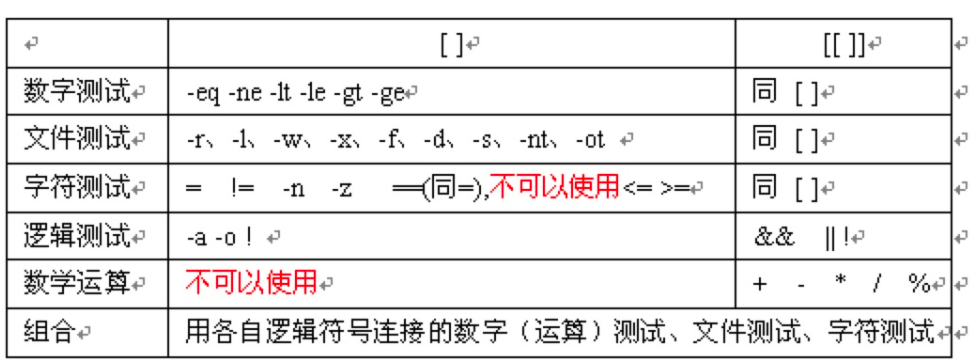 [ ] [[ ]]
数字测试 -eq -ne -lt -le -gt -ge 同 [ ]
文件测试 -r、-l、-w、-x、-f、-d、-s、-nt、-ot 同 [ ]
字符测试 = != -n -z ==(同=),不可以使用<= >= 同 [ ]
逻辑测试 -a -o ! && || !
数学运算 不可以使用 + - * / %
组合 用各自逻辑符号连接的数字（运算）测试、文件测试、字符测试